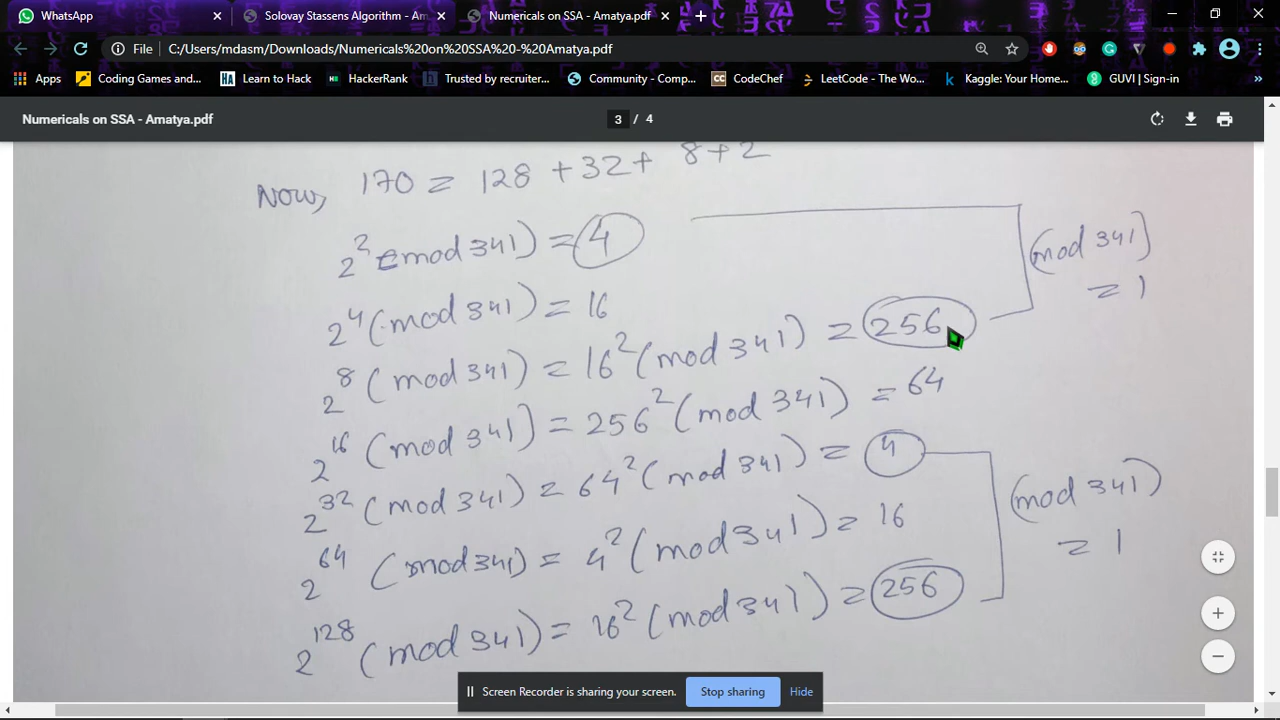 WhatsApp
Solovay Stassens Algorithm - Am
Numericals on SSA - Amatya.pdf
File
C:/Users/mdasm/Downloads/Numericals%20on%20SSA%20-%20Amatya.pdf
Apps
Coding Games and...
Learn to Hack
HackerRank
Trusted by recruiter...
Community - Comp...
CodeChef
LeetCode - The Wo...
Kaggle: Your Home...
GUVI | Sign-in
»
Numericals on SSA - Amatya.pdf
3 / 4
Now, 170 = 128 + 32 + 8 + 2
2^2 (mod 341) = 4
(mod 341)
= 1
2^4 (mod 341) = 16
2^8 (mod 341) = 16^2 (mod 341) = 256
2^16 (mod 341) = 256^2 (mod 341) = 64
2^32 (mod 341) = 64^2 (mod 341) = 4
(mod 341)
= 1
2^64 (mod 341) = 4^2 (mod 341) = 16
2^128 (mod 341) = 16^2 (mod 341) = 256
Screen Recorder is sharing your screen.
Stop sharing
Hide